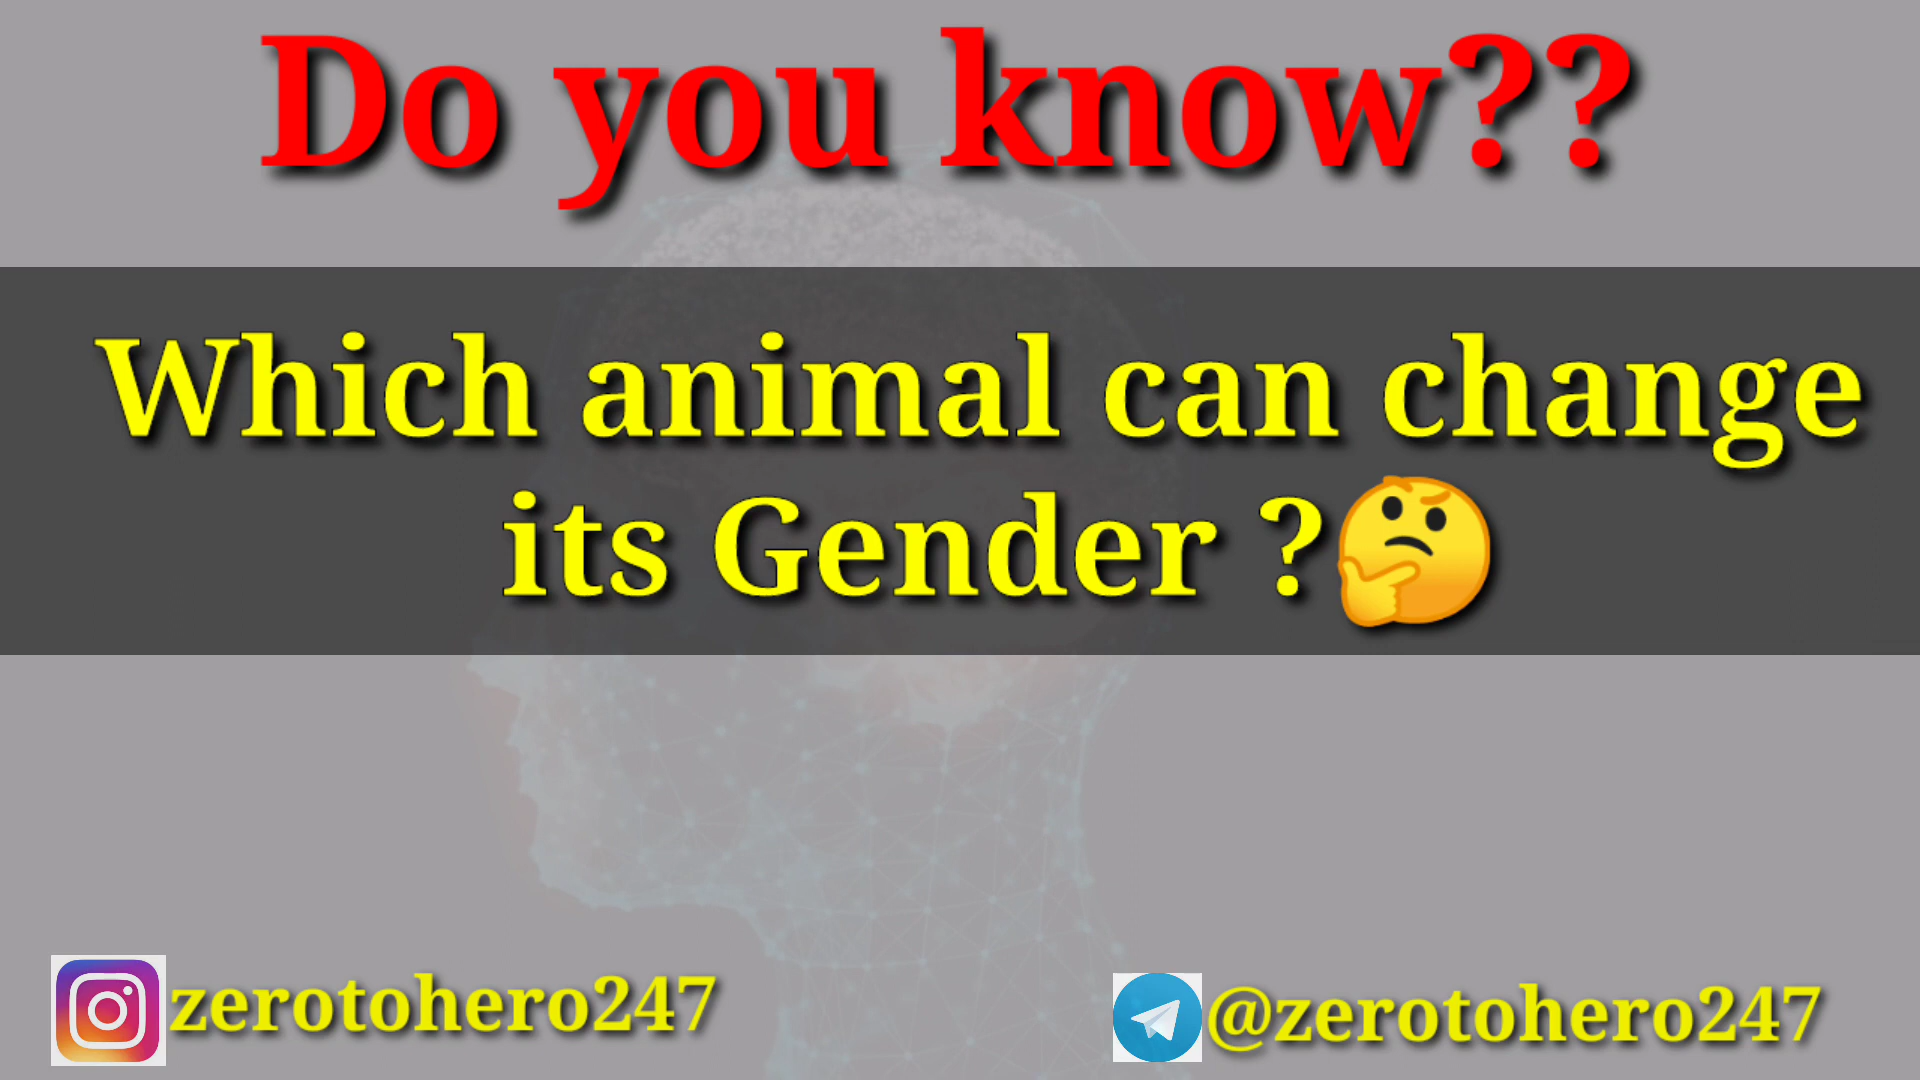 Do you know??
Which animal can change
its Gender ?🤔
zerotohero247
@zerotohero247